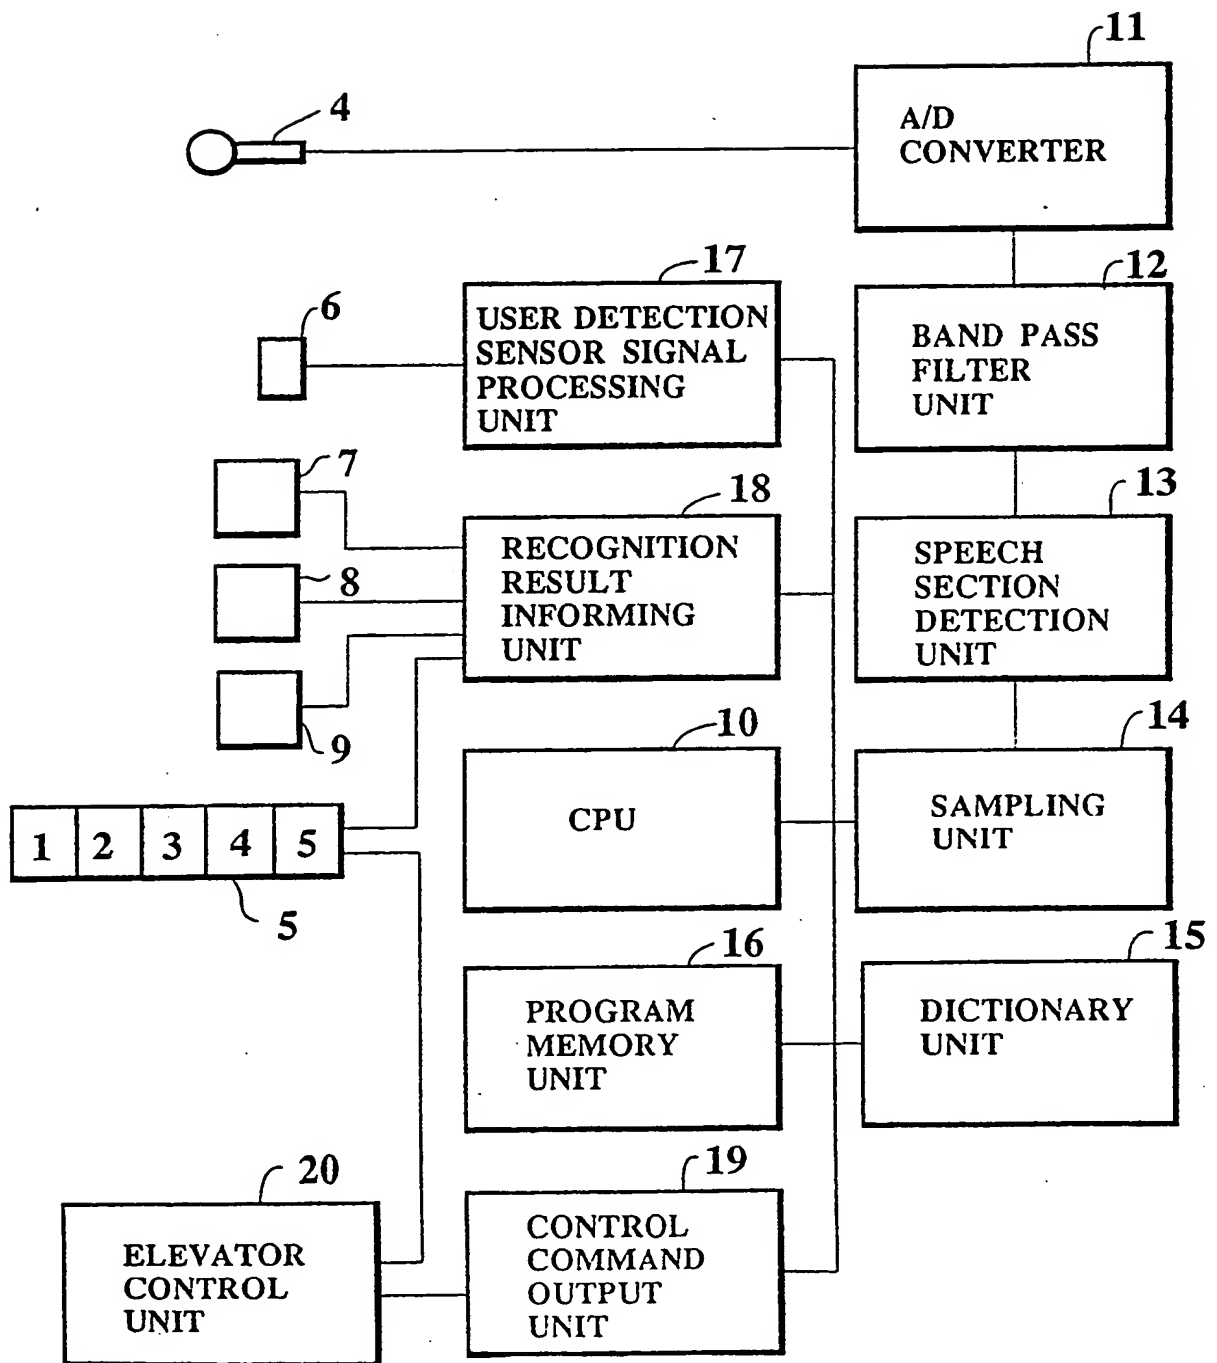 11
4
A/D
CONVERTER
17
12
6
USER DETECTION
SENSOR SIGNAL
PROCESSING
UNIT
BAND PASS
FILTER
UNIT
7
18
13
8
RECOGNITION
RESULT
INFORMING
UNIT
SPEECH
SECTION
DETECTION
UNIT
9
10
14
1 2 3 4 5
CPU
SAMPLING
UNIT
5
16
15
PROGRAM
MEMORY
UNIT
DICTIONARY
UNIT
20
19
ELEVATOR
CONTROL
UNIT
CONTROL
COMMAND
OUTPUT
UNIT